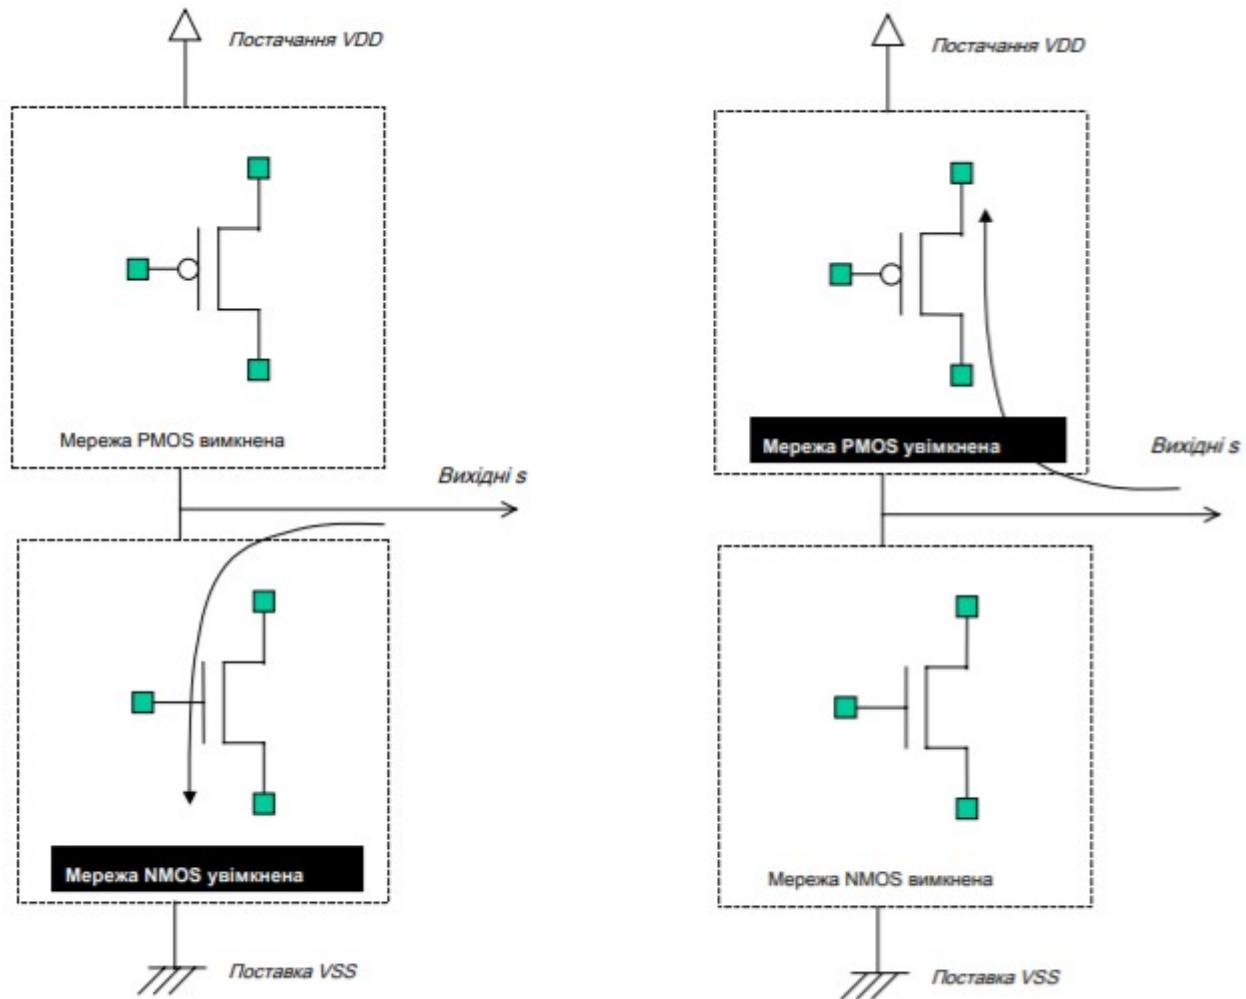 Постачання VDD
Мережа PMOS вимкнена
Вихідні s
Мережа NMOS увімкнена
Поставка VSS
Постачання VDD
Мережа PMOS увімкнена
Вихідні s
Мережа NMOS вимкнена
Поставка VSS